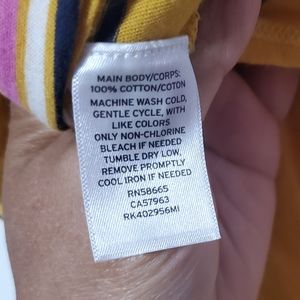 MAIN BODY/CORPS:
100% COTTON/COTON
MACHINE WASH COLD,
GENTLE CYCLE, WITH
LIKE COLORS
ONLY NON-CHLORINE
BLEACH IF NEEDED
TUMBLE DRY LOW,
REMOVE PROMPTLY
COOL IRON IF NEEDED
RN58665
CA57963
RK402956MI